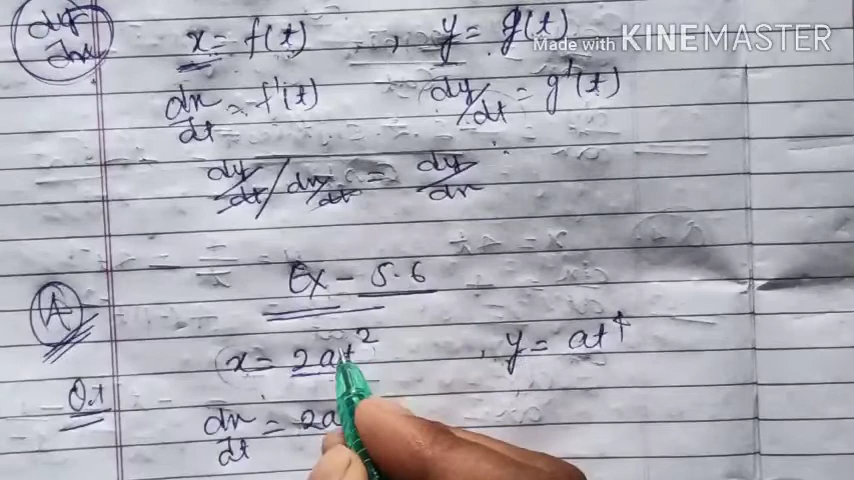 dy/dx
x = f(t) , y = g(t)
Made with KINEMASTER
dx/dt = f'(t) dy/dt = g'(t)
dy/dt / dx/dt = dy/dx
Ex - 5.6
A
x = 2at² , y = at⁴
Q.1
dx/dt = 2a